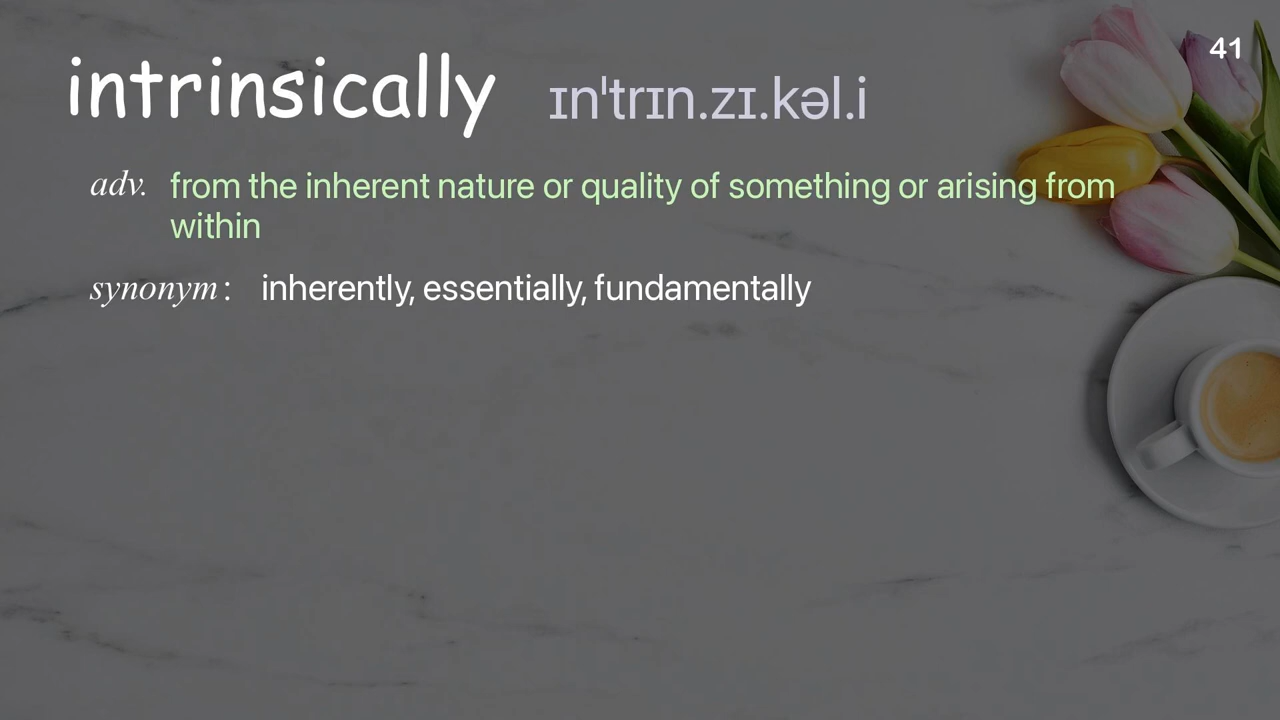 41
intrinsically ɪnˈtrɪn.zɪ.kəl.i
adv. from the inherent nature or quality of something or arising from
within
synonym : inherently, essentially, fundamentally